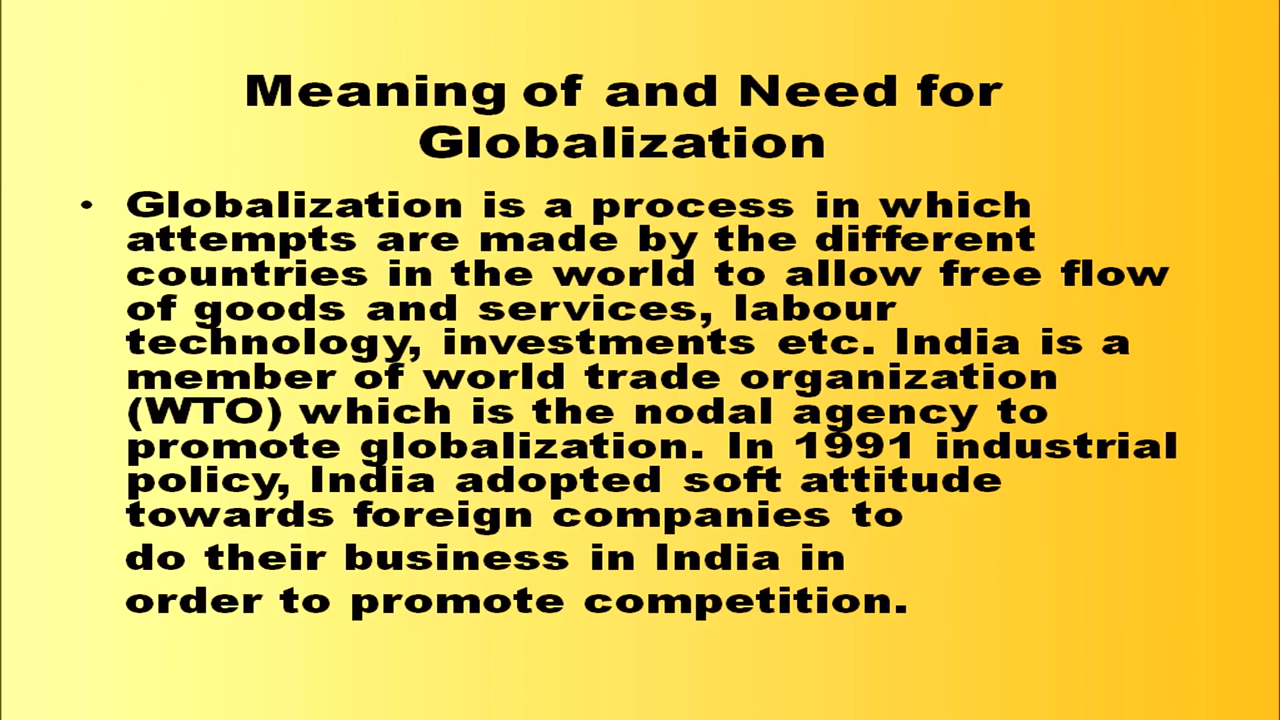 Meaning of and Need for
Globalization
• Globalization is a process in which
attempts are made by the different
countries in the world to allow free flow
of goods and services, labour
technology, investments etc. India is a
member of world trade organization
(WTO) which is the nodal agency to
promote globalization. In 1991 industrial
policy, India adopted soft attitude
towards foreign companies to
do their business in India in
order to promote competition.